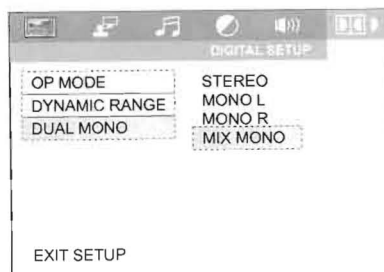 DIGITAL SETUP
OP MODE
DYNAMIC RANGE
DUAL MONO
STEREO
MONO L
MONO R
MIX MONO
EXIT SETUP